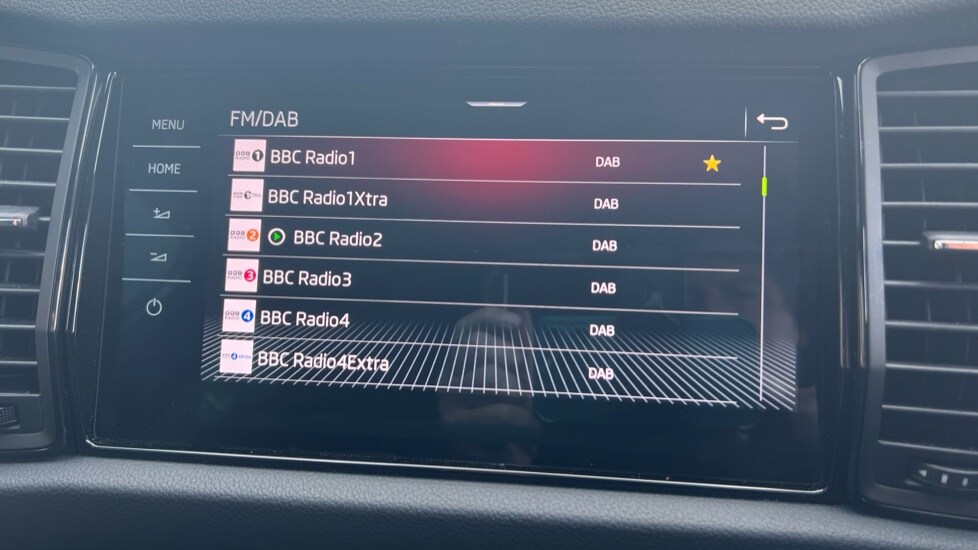 FM/DAB
MENU
HOME
BBC Radio1 DAB
BBC Radio1Xtra DAB
BBC Radio2 DAB
BBC Radio3 DAB
BBC Radio4 DAB
BBC Radio4Extra DAB